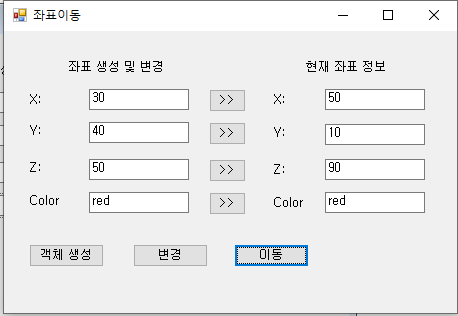 좌표이동
좌표 생성 및 변경 현재 좌표 정보
X: 30 >> X: 50
Y: 40 >> Y: 10
Z: 50 >> Z: 90
Color red >> Color red
객체 생성 변경 이동